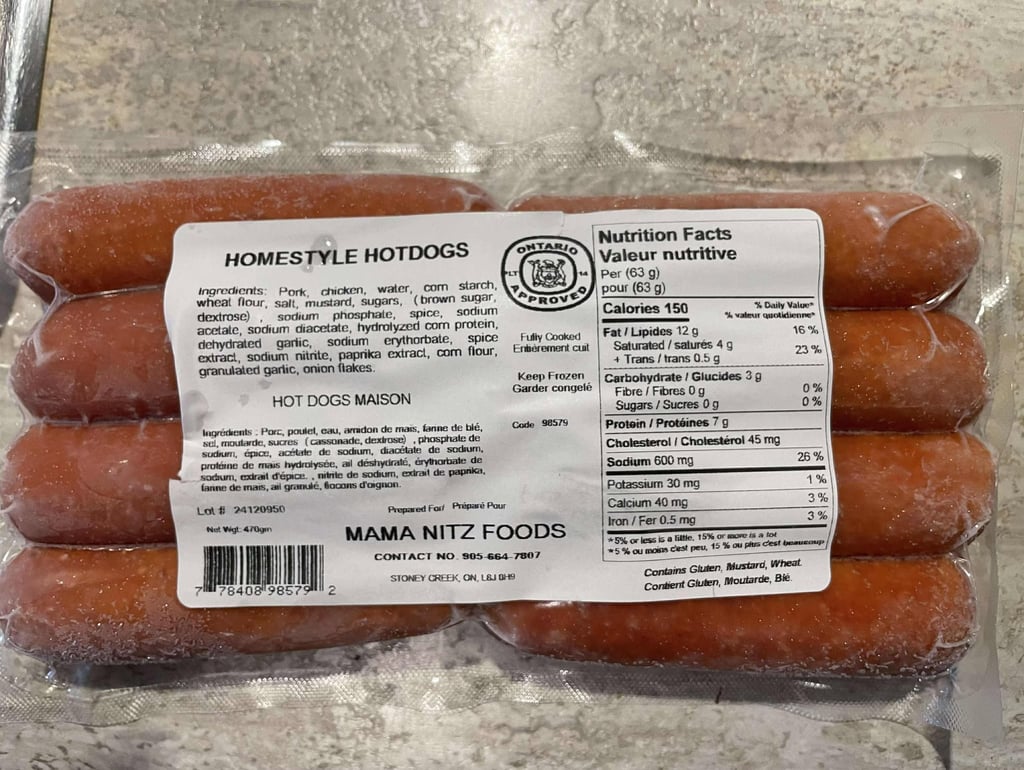 HOMESTYLE HOTDOGS
Ingredients: Pork, chicken, water, corn starch,
wheat flour, salt, mustard, sugars, (brown sugar,
dextrose) , sodium phosphate, spice, sodium
acetate, sodium diacetate, hydrolyzed corn protein,
dehydrated garlic, sodium erythorbate, spice
extract, sodium nitrite, paprika extract, corn flour,
granulated garlic, onion flakes.
HOT DOGS MAISON
Ingrédients : Porc, poulet, eau, amidon de maïs, farine de blé,
sel, moutarde, sucres (cassonade, dextrose) , phosphate de
sodium, épice, acétate de sodium, diacétate de sodium,
protéine de maïs hydrolysée, ail déshydraté, érythorbate de
sodium, extrait d'épice. , nitrite de sodium, extrait de paprika,
farine de maïs, ail granulé, flocons d'oignon.
Lot # 24120950
Net Wgt: 470gm
7 78408 98579 2
Prepared For/ Préparé Pour
MAMA NITZ FOODS
CONTACT NO. 905-664-7807
STONEY CREEK, ON, L8J 0H9
ONTARIO
APPROVED
Fully Cooked
Entièrement cuit
Keep Frozen
Garder congelé
Code 98579
Nutrition Facts
Valeur nutritive
Per (63 g)
pour (63 g)
Calories 150
% Daily Value*
% valeur quotidienne*
Fat / Lipides 12 g 16 %
Saturated / saturés 4 g
+ Trans / trans 0.5 g 23 %
Carbohydrate / Glucides 3 g
Fibre / Fibres 0 g 0 %
Sugars / Sucres 0 g 0 %
Protein / Protéines 7 g
Cholesterol / Cholestérol 45 mg
Sodium 600 mg 26 %
Potassium 30 mg 1 %
Calcium 40 mg 3 %
Iron / Fer 0.5 mg 3 %
*5% or less is a little, 15% or more is a lot
*5 % ou moins c'est peu, 15 % ou plus c'est beaucoup
Contains Gluten, Mustard, Wheat.
Contient Gluten, Moutarde, Blé.